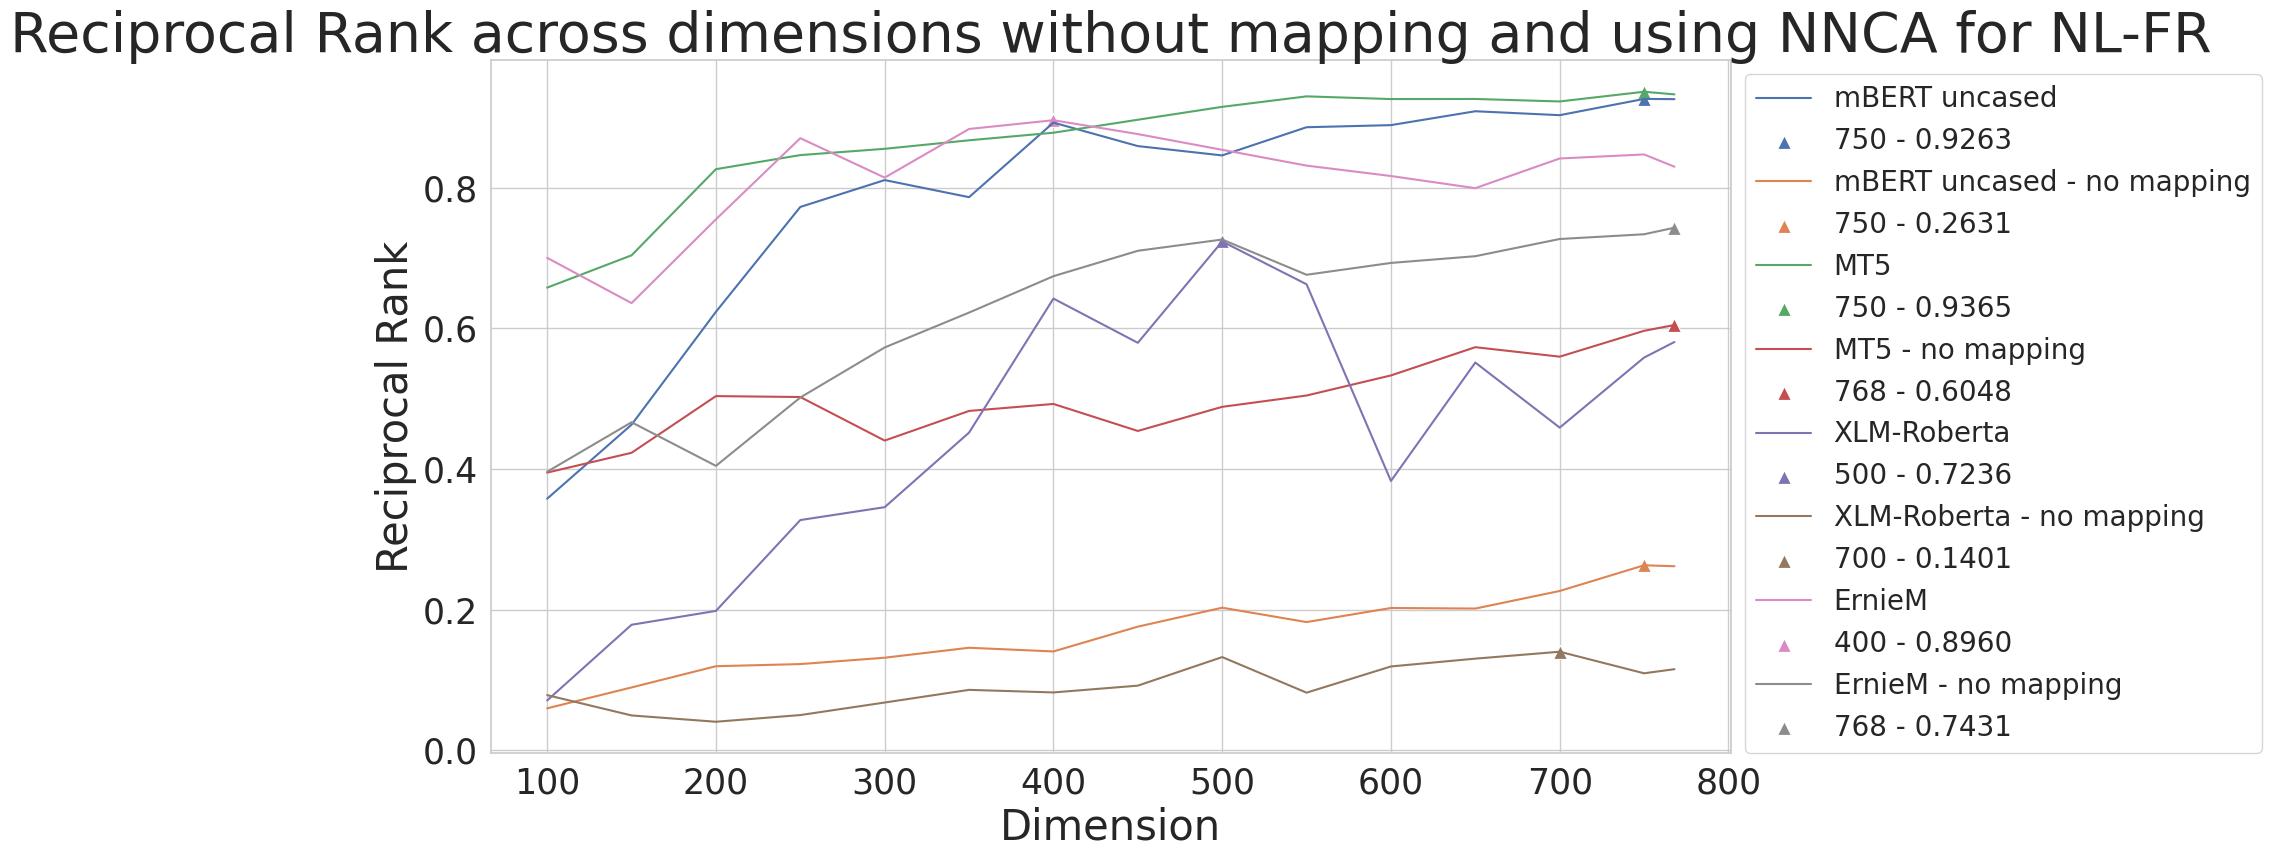 Reciprocal Rank across dimensions without mapping and using NNCA for NL-FR
Reciprocal Rank
0.8
0.6
0.4
0.2
0.0
100 200 300 400 500 600 700 800
Dimension
mBERT uncased
750 - 0.9263
mBERT uncased - no mapping
750 - 0.2631
MT5
750 - 0.9365
MT5 - no mapping
768 - 0.6048
XLM-Roberta
500 - 0.7236
XLM-Roberta - no mapping
700 - 0.1401
ErnieM
400 - 0.8960
ErnieM - no mapping
768 - 0.7431